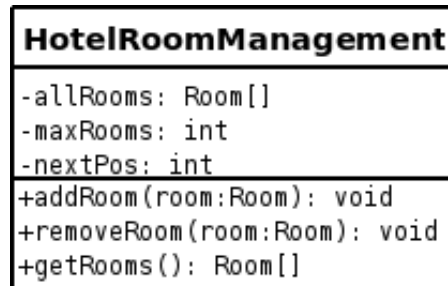 HotelRoomManagement
-allRooms: Room[]
-maxRooms: int
-nextPos: int
+addRoom(room:Room): void
+removeRoom(room:Room): void
+getRooms(): Room[]